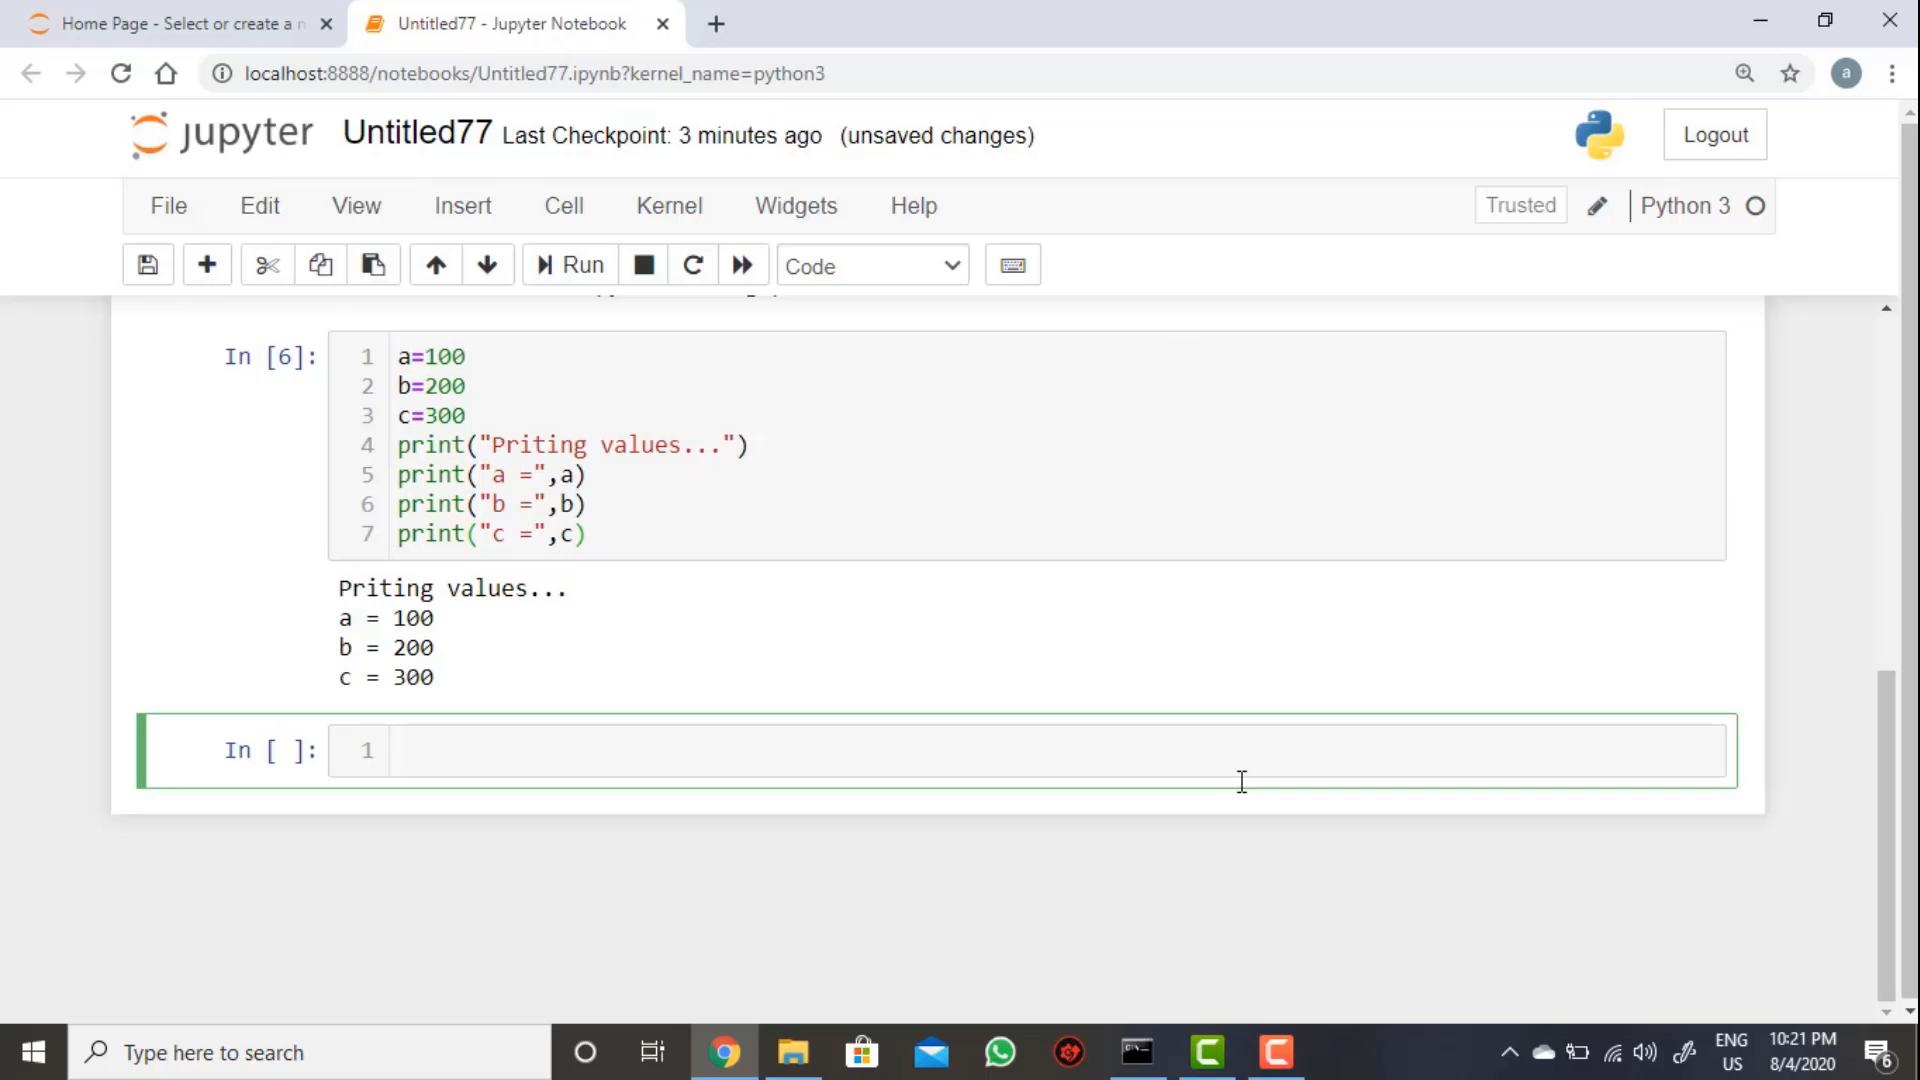 Home Page - Select or create a n
Untitled77 - Jupyter Notebook
localhost:8888/notebooks/Untitled77.ipynb?kernel_name=python3
a
jupyter Untitled77 Last Checkpoint: 3 minutes ago (unsaved changes)
Logout
File Edit View Insert Cell Kernel Widgets Help
Trusted
Python 3
Run
Code
In [6]:
1 a=100
2 b=200
3 c=300
4 print("Priting values...")
5 print("a =",a)
6 print("b =",b)
7 print("c =",c)
Priting values...
a = 100
b = 200
c = 300
In [ ]: 1
Type here to search
ENG
US
10:21 PM
8/4/2020
6